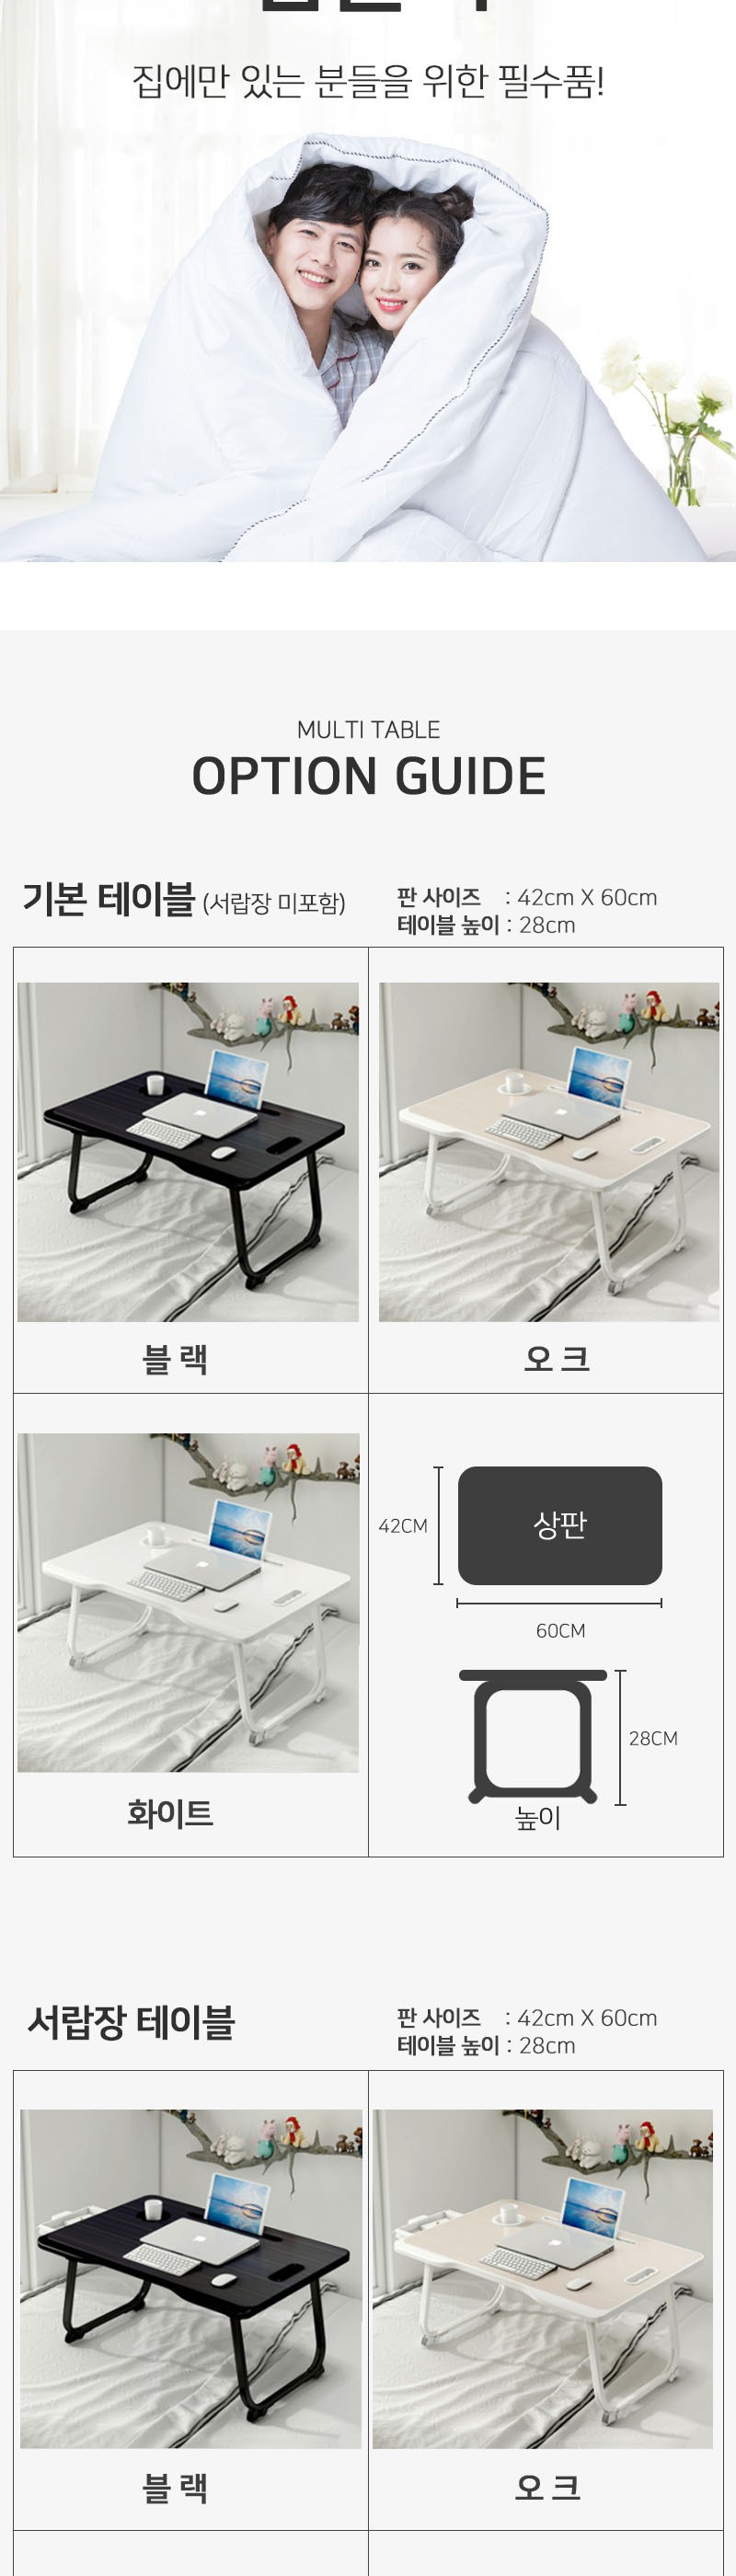 집에만 있는 분들을 위한 필수품!
MULTI TABLE
OPTION GUIDE
기본 테이블 (서랍장 미포함)
판 사이즈 : 42cm X 60cm
테이블 높이 : 28cm
블 랙
오 크
42CM
상판
60CM
28CM
높이
화이트
서랍장 테이블
판 사이즈 : 42cm X 60cm
테이블 높이 : 28cm
블 랙
오 크